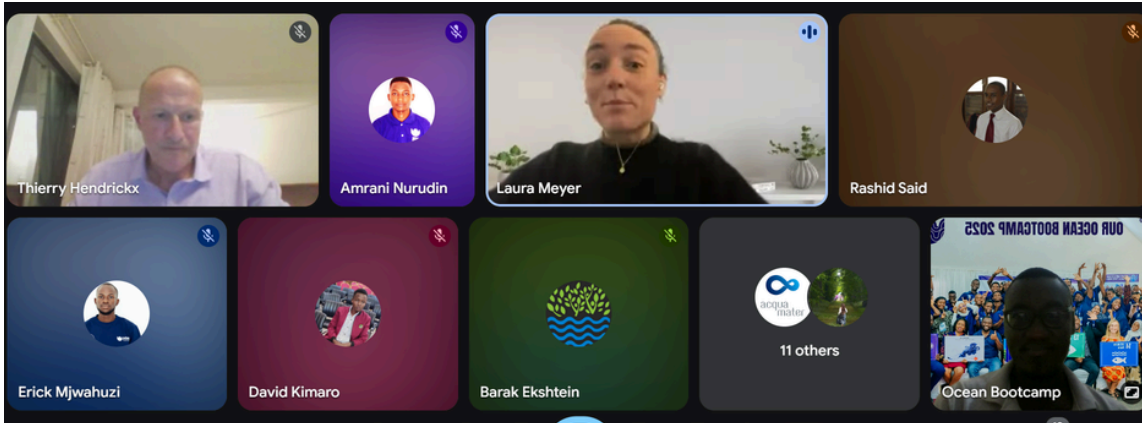 Thierry Hendrickx
Amrani Nurudin
Laura Meyer
Rashid Said
OUR OCEAN BOOTCAMP 2025
Erick Mjwahuzi
David Kimaro
Barak Ekshtein
acqua
mater
11 others
Ocean Bootcamp